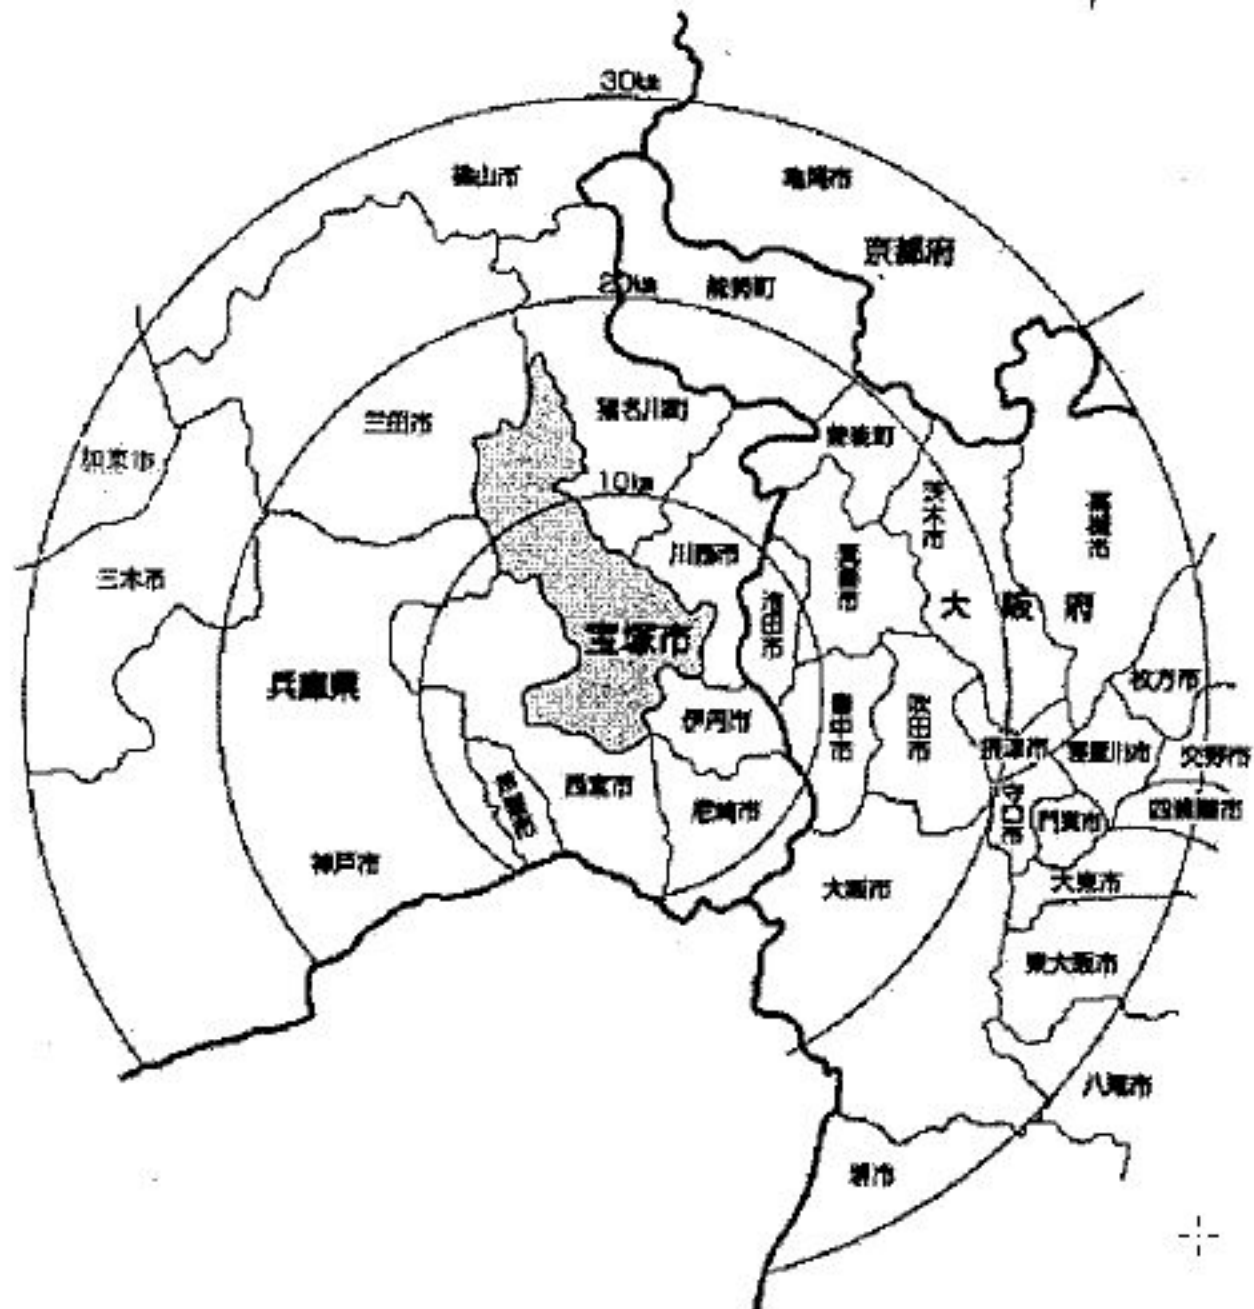 30km
篠山市
亀岡市
京都府
20km
能勢町
三田市
猪名川町
豊能町
加東市
10km
茨木市
高槻市
川西市
箕面市
三木市
池田市
大阪府
宝塚市
兵庫県
枚方市
伊丹市
豊中市
吹田市
摂津市
寝屋川市
交野市
西宮市
芦屋市
尼崎市
守口市
門真市
四條畷市
神戸市
大阪市
大東市
東大阪市
八尾市
堺市